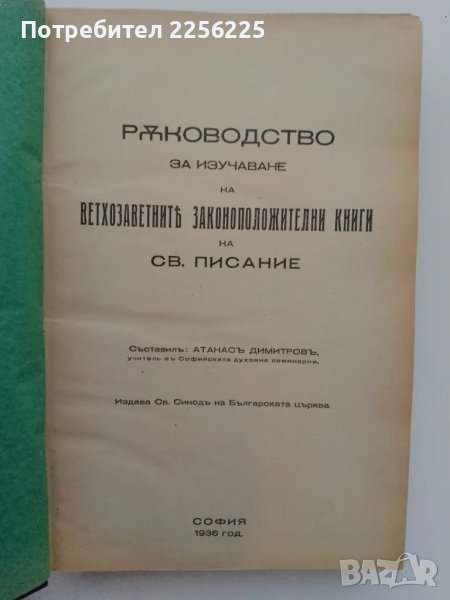 Потребител 2256225
РѪКОВОДСТВО
ЗА ИЗУЧАВАНЕ
НА
ВЕТХОЗАВЕТНИТѢ ЗАКОНОПОЛОЖИТЕЛНИ КНИГИ
НА
СВ. ПИСАНИЕ
Съставилъ: АТАНАСЪ ДИМИТРОВЪ,
учитель въ Софийската духовна семинария.
Издава Св. Синодъ на Българската църква
СОФИЯ
1936 год.
BAZAR